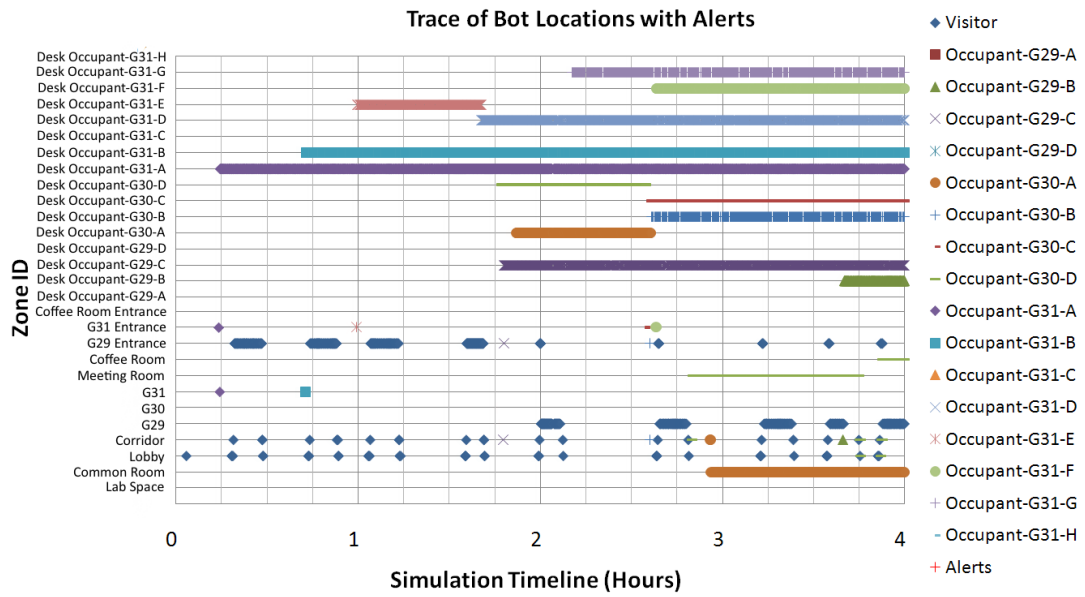 Trace of Bot Locations with Alerts
Zone ID
Desk Occupant-G31-H
Desk Occupant-G31-G
Desk Occupant-G31-F
Desk Occupant-G31-E
Desk Occupant-G31-D
Desk Occupant-G31-C
Desk Occupant-G31-B
Desk Occupant-G31-A
Desk Occupant-G30-D
Desk Occupant-G30-C
Desk Occupant-G30-B
Desk Occupant-G30-A
Desk Occupant-G29-D
Desk Occupant-G29-C
Desk Occupant-G29-B
Desk Occupant-G29-A
Coffee Room Entrance
G31 Entrance
G29 Entrance
Coffee Room
Meeting Room
G31
G30
G29
Corridor
Lobby
Common Room
Lab Space
0 1 2 3 4
Simulation Timeline (Hours)
Visitor
Occupant-G29-A
Occupant-G29-B
Occupant-G29-C
Occupant-G29-D
Occupant-G30-A
Occupant-G30-B
Occupant-G30-C
Occupant-G30-D
Occupant-G31-A
Occupant-G31-B
Occupant-G31-C
Occupant-G31-D
Occupant-G31-E
Occupant-G31-F
Occupant-G31-G
Occupant-G31-H
Alerts